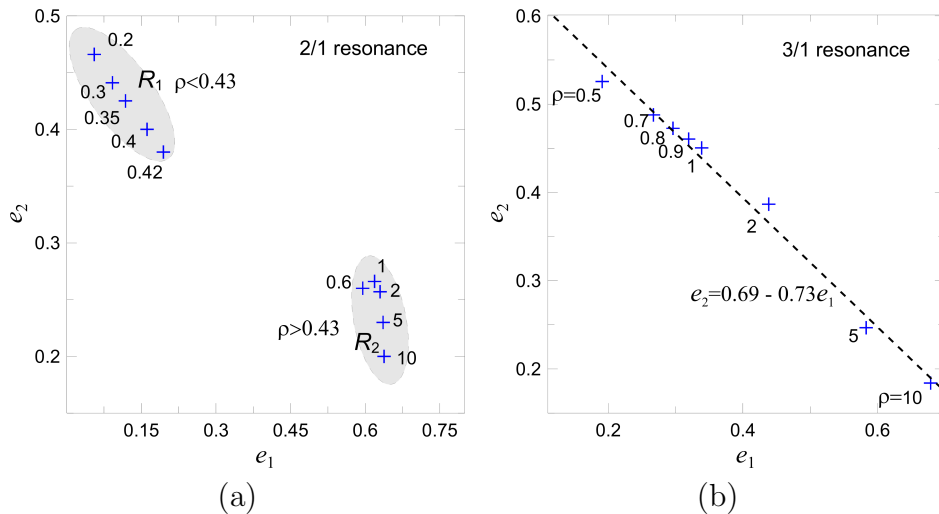 0.5
0.4
0.3
0.2
e₂
0.15
0.3
0.45
0.6
0.75
e₁
2/1 resonance
0.2
0.3
0.35
0.4
0.42
R₁ ρ<0.43
0.6
1
2
5
10
ρ>0.43
R₂
(a)
0.6
0.5
0.4
0.3
0.2
e₂
0.2
0.4
0.6
e₁
3/1 resonance
ρ=0.5
0.7
0.8
0.9
1
2
e₂=0.69 - 0.73e₁
5
ρ=10
(b)